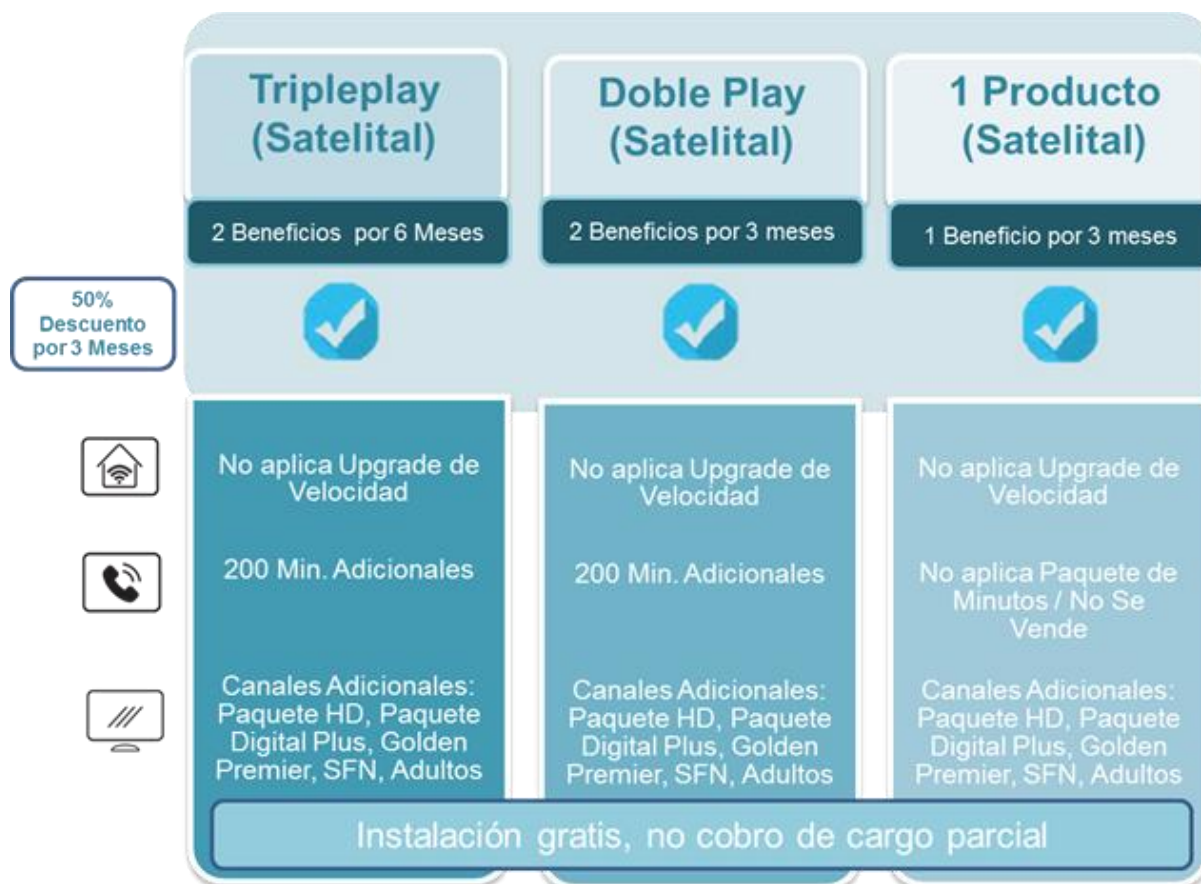 Tripleplay
(Satelital)
Doble Play
(Satelital)
1 Producto
(Satelital)
2 Beneficios por 6 Meses
2 Beneficios por 3 meses
1 Beneficio por 3 meses
50%
Descuento
por 3 Meses
No aplica Upgrade de
Velocidad
No aplica Upgrade de
Velocidad
No aplica Upgrade de
Velocidad
200 Min. Adicionales
200 Min. Adicionales
No aplica Paquete de
Minutos / No Se
Vende
Canales Adicionales:
Paquete HD, Paquete
Digital Plus, Golden
Premier, SFN, Adultos
Canales Adicionales:
Paquete HD, Paquete
Digital Plus, Golden
Premier, SFN, Adultos
Canales Adicionales:
Paquete HD, Paquete
Digital Plus, Golden
Premier, SFN, Adultos
Instalación gratis, no cobro de cargo parcial